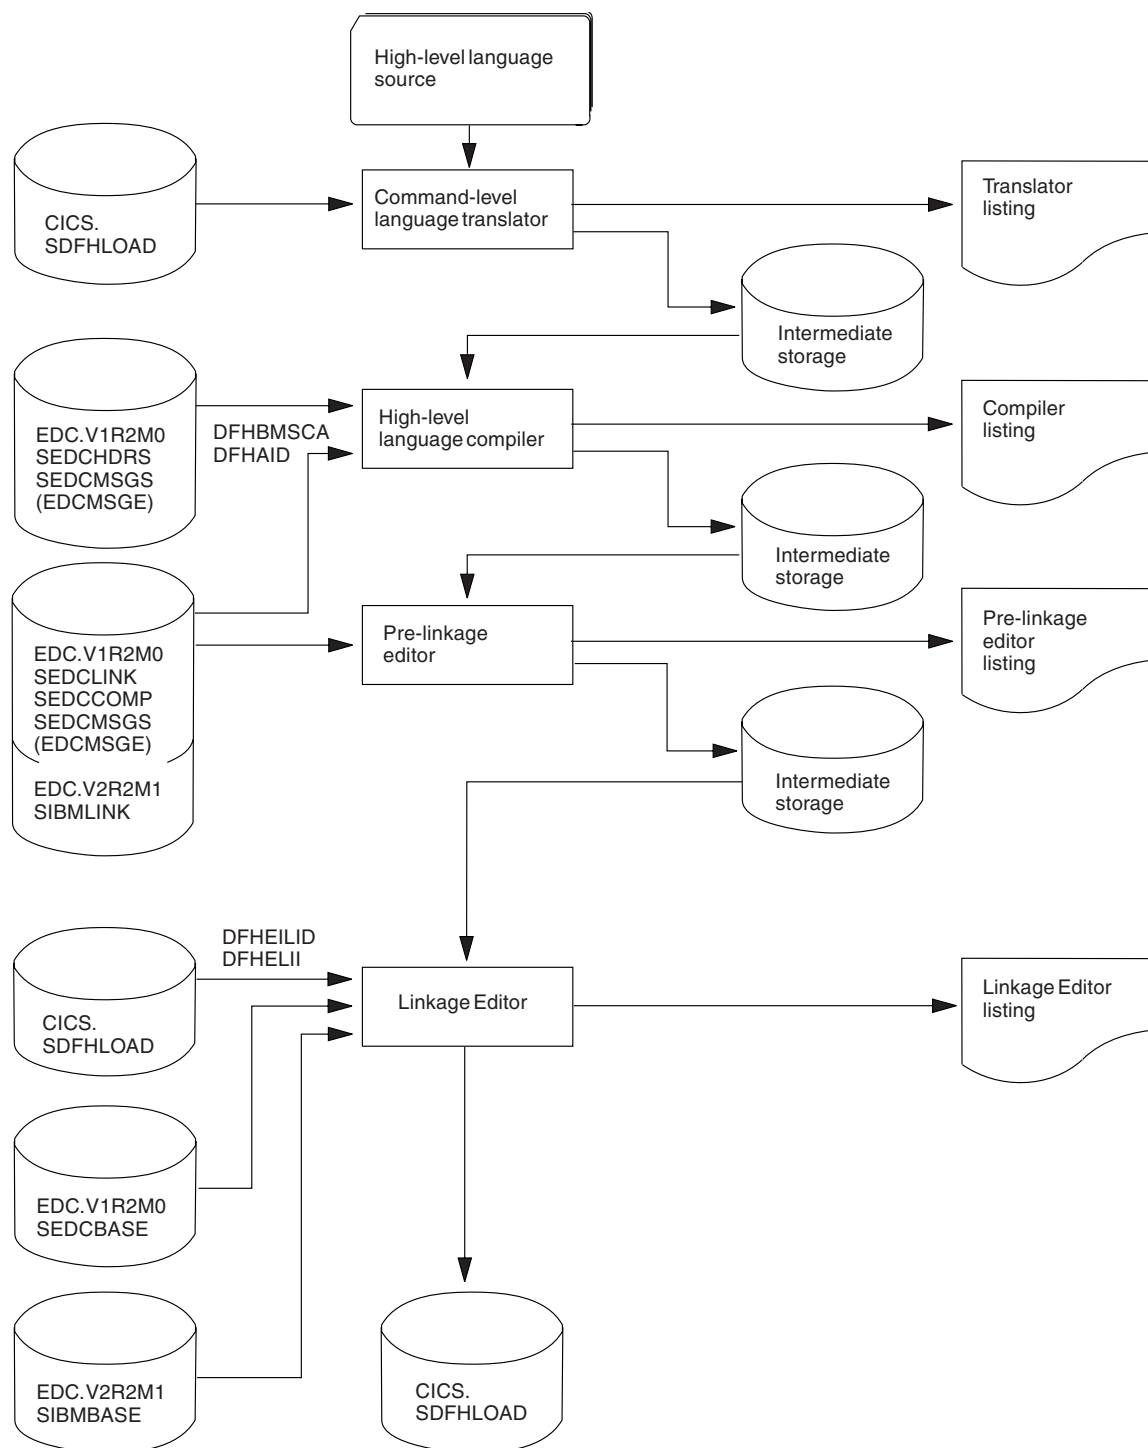 High-level language
source
CICS.
SDFHLOAD
Command-level
language translator
Translator
listing
Intermediate
storage
EDC.V1R2M0
SEDCHDRS
SEDCMSGS
(EDCMSGE)
DFHBMSCA
DFHAID
High-level
language compiler
Compiler
listing
Intermediate
storage
EDC.V1R2M0
SEDCLINK
SEDCCOMP
SEDCMSGS
(EDCMSGE)
EDC.V2R2M1
SIBMLINK
Pre-linkage
editor
Pre-linkage
editor
listing
Intermediate
storage
CICS.
SDFHLOAD
DFHEILID
DFHELII
Linkage Editor
Linkage Editor
listing
EDC.V1R2M0
SEDCBASE
EDC.V2R2M1
SIBMBASE
CICS.
SDFHLOAD